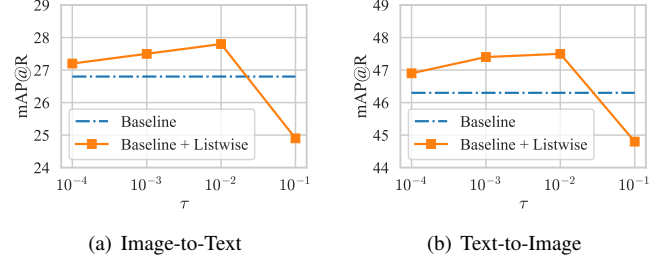 29
28
27
26
25
24
mAP@R
Baseline
Baseline + Listwise
10⁻⁴ 10⁻³ 10⁻² 10⁻¹
τ
(a) Image-to-Text
48
47
46
45
44
mAP@R
Baseline
Baseline + Listwise
10⁻⁴ 10⁻³ 10⁻² 10⁻¹
τ
(b) Text-to-Image